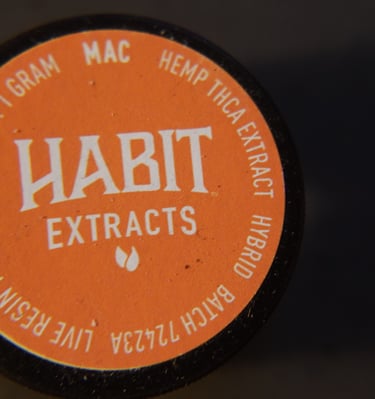 1 GRAM MAC HEMP THCA EXTRACT HYBRID BATCH 72423A LIVE RESIN
HABIT
EXTRACTS